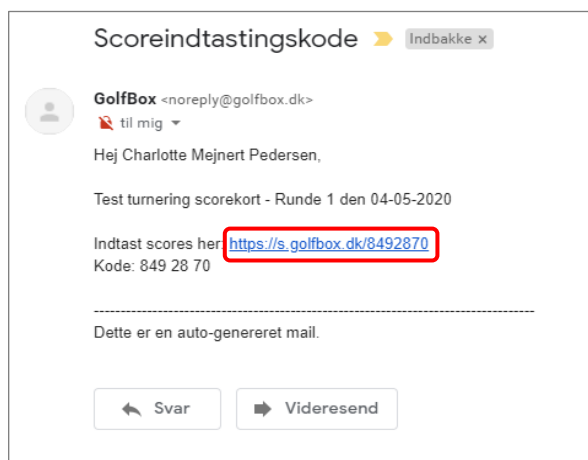 Scoreindtastingskode Indbakke ×
GolfBox <noreply@golfbox.dk>
til mig
Hej Charlotte Mejnert Pedersen,
Test turnering scorekort - Runde 1 den 04-05-2020
Indtast scores her: https://s.golfbox.dk/8492870
Kode: 849 28 70
--------------------------------------------------------------------------------
Dette er en auto-genereret mail.
Svar Videresend